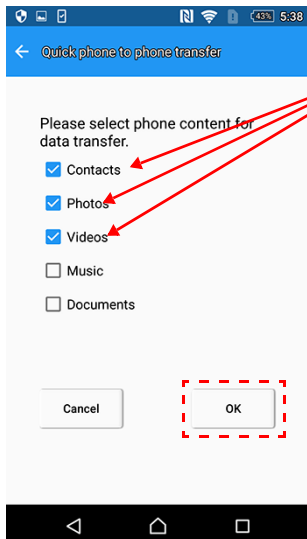 43% 5:38
Quick phone to phone transfer
Please select phone content for
data transfer.
Contacts
Photos
Videos
Music
Documents
Cancel OK